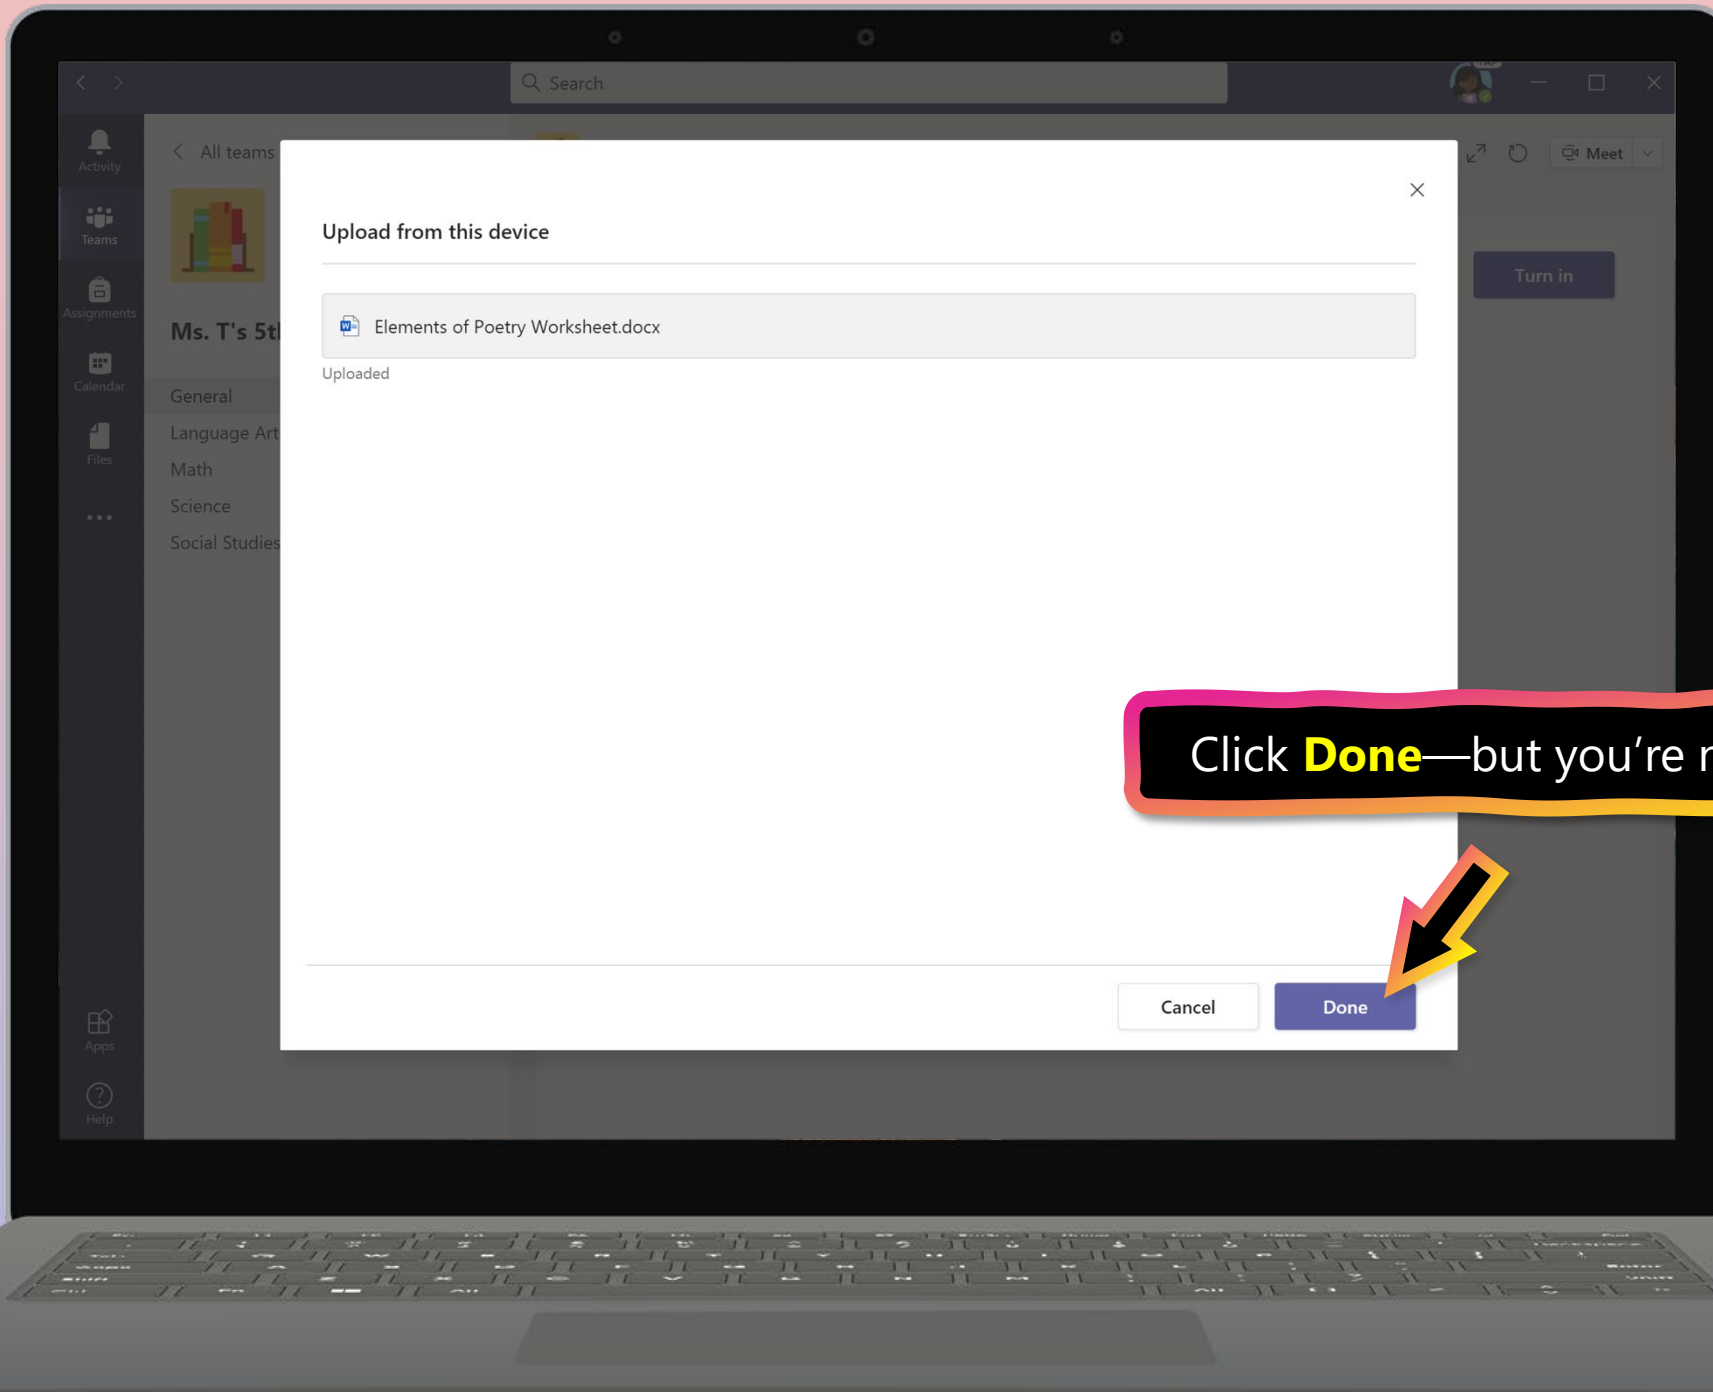 Search
Activity
Teams
Assignments
Calendar
Files
Apps
Help
All teams
Ms. T's 5th
General
Language Art
Math
Science
Social Studies
Meet
Turn in
Upload from this device
Elements of Poetry Worksheet.docx
Uploaded
Click Done—but you’re
Cancel
Done